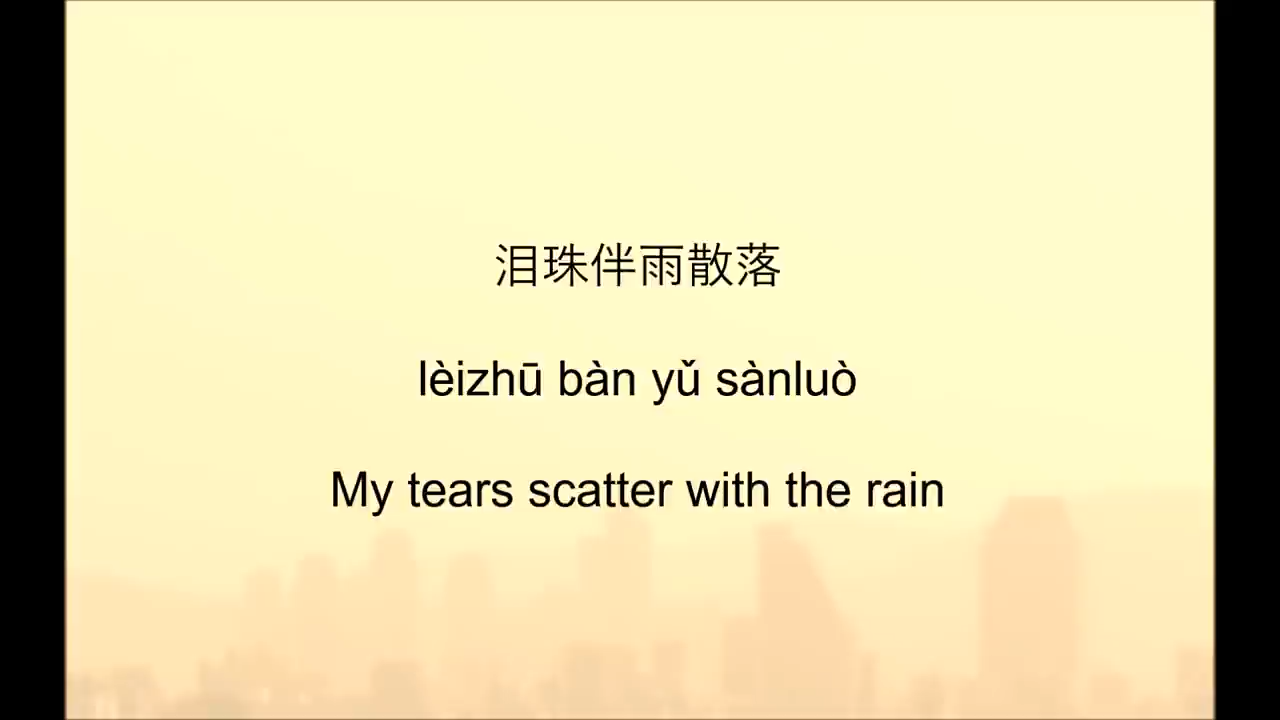 泪珠伴雨散落
lèizhū bàn yǔ sànluò
My tears scatter with the rain